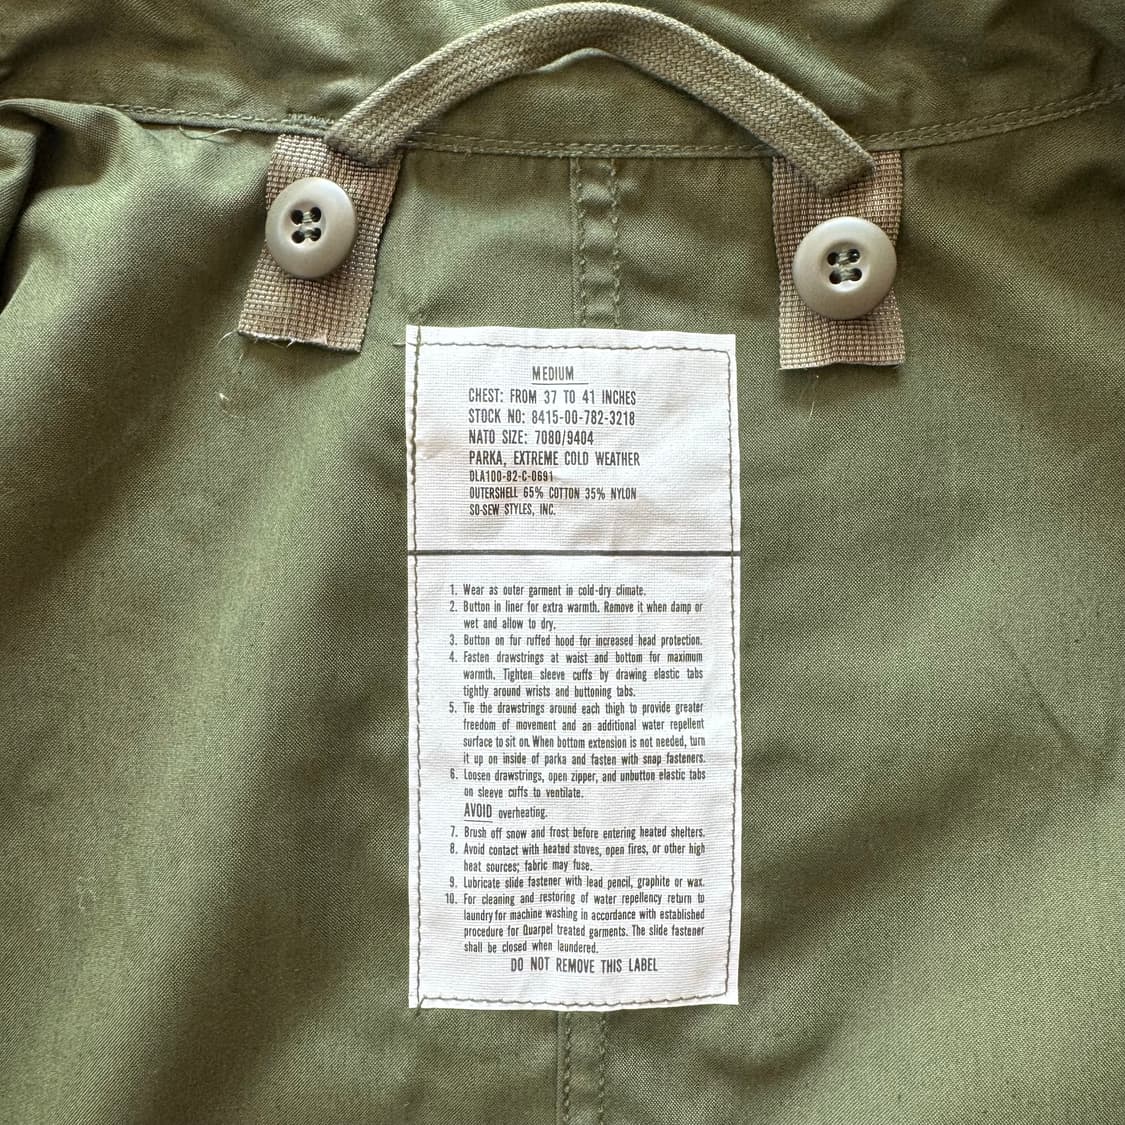 MEDIUM
CHEST: FROM 37 TO 41 INCHES
STOCK NO: 8415-00-782-3218
NATO SIZE: 7080/9404
PARKA, EXTREME COLD WEATHER
DLA100-82-C-0691
OUTERSHELL 65% COTTON 35% NYLON
SO-SEW STYLES, INC.
1. Wear as outer garment in cold-dry climate.
2. Button in liner for extra warmth. Remove it when damp or
wet and allow to dry.
3. Button on fur ruffed hood for increased head protection.
4. Fasten drawstrings at waist and bottom for maximum
warmth. Tighten sleeve cuffs by drawing elastic tabs
tightly around wrists and buttoning tabs.
5. Tie the drawstrings around each thigh to provide greater
freedom of movement and an additional water repellent
surface to sit on. When bottom extension is not needed, turn
it up on inside of parka and fasten with snap fasteners.
6. Loosen drawstrings, open zipper, and unbutton elastic tabs
on sleeve cuffs to ventilate.
AVOID overheating.
7. Brush off snow and frost before entering heated shelters.
8. Avoid contact with heated stoves, open fires, or other high
heat sources; fabric may fuse.
9. Lubricate slide fastener with lead pencil, graphite or wax.
10. For cleaning and restoring of water repellency return to
laundry for machine washing in accordance with established
procedure for Quarpel treated garments. The slide fastener
shall be closed when laundered.
DO NOT REMOVE THIS LABEL